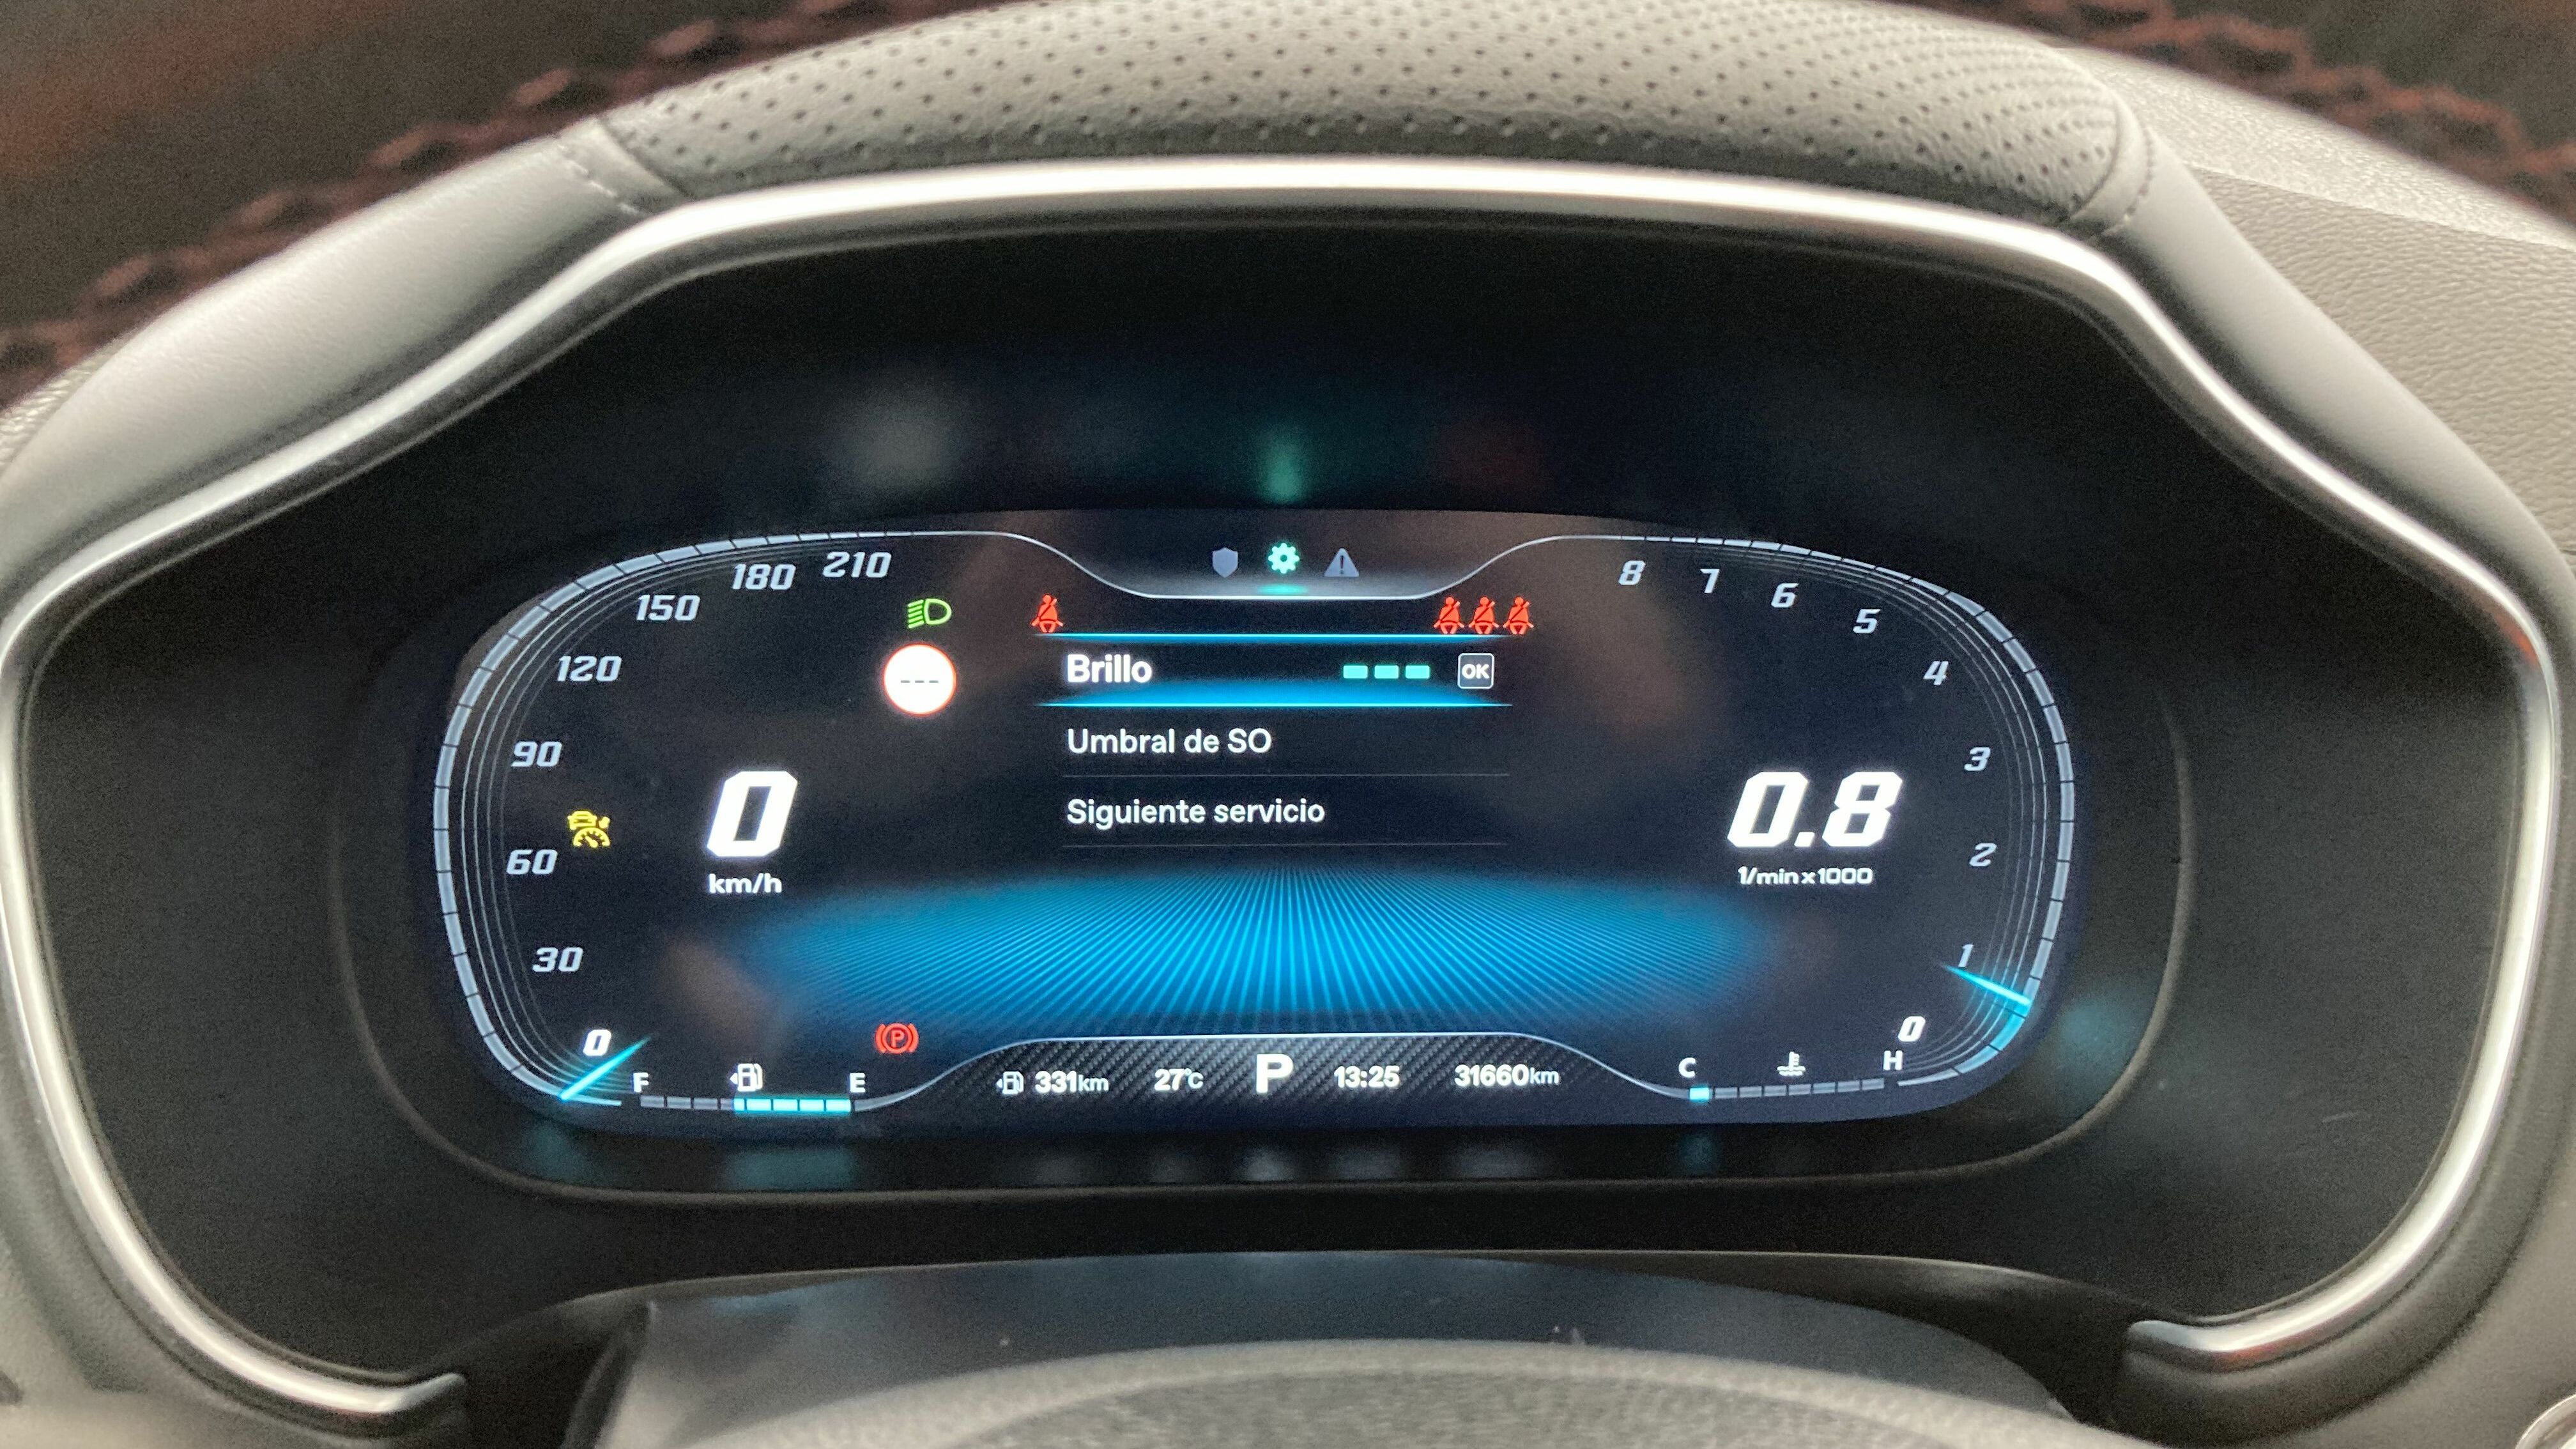 210
180
150
120
90
60
30
0
---
0
km/h
Brillo OK
Umbral de SO
Siguiente servicio
8
7
6
5
4
3
2
1
0
0.8
1/min x1000
F E
P
331km 27°C P 13:25 31660km
C H